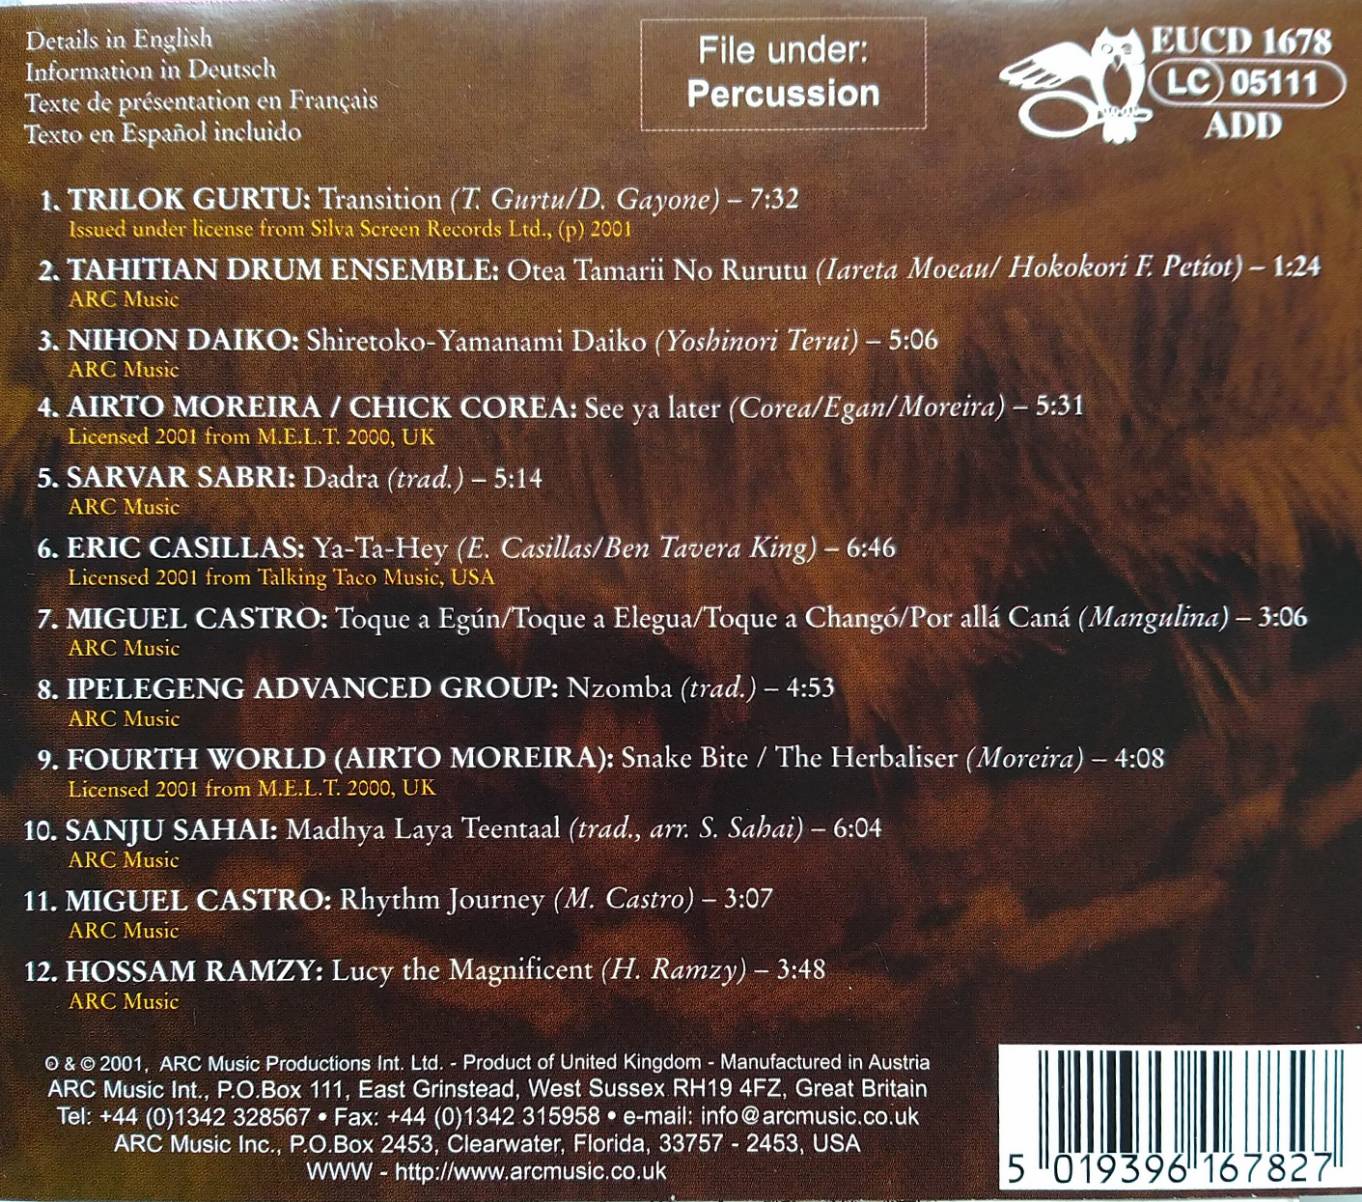 Details in English
Information in Deutsch
Texte de présentation en Français
Texto en Español incluido
File under:
Percussion
EUCD 1678
LC 05111
ADD
1. TRILOK GURTU: Transition (T. Gurtu/D. Gayone) – 7:32
Issued under license from Silva Screen Records Ltd., (p) 2001
2. TAHITIAN DRUM ENSEMBLE: Otea Tamarii No Rurutu (Iareta Moeau/ Hokokori F. Petiot) – 1:24
ARC Music
3. NIHON DAIKO: Shiretoko-Yamanami Daiko (Yoshinori Terui) – 5:06
ARC Music
4. AIRTO MOREIRA / CHICK COREA: See ya later (Corea/Egan/Moreira) – 5:31
Licensed 2001 from M.E.L.T. 2000, UK
5. SARVAR SABRI: Dadra (trad.) – 5:14
ARC Music
6. ERIC CASILLAS: Ya-Ta-Hey (E. Casillas/Ben Tavera King) – 6:46
Licensed 2001 from Talking Taco Music, USA
7. MIGUEL CASTRO: Toque a Egún/Toque a Elegua/Toque a Changó/Por allá Caná (Mangulina) – 3:06
ARC Music
8. IPELEGENG ADVANCED GROUP: Nzomba (trad.) – 4:53
ARC Music
9. FOURTH WORLD (AIRTO MOREIRA): Snake Bite / The Herbaliser (Moreira) – 4:08
Licensed 2001 from M.E.L.T. 2000, UK
10. SANJU SAHAI: Madhya Laya Teentaal (trad., arr. S. Sahai) – 6:04
ARC Music
11. MIGUEL CASTRO: Rhythm Journey (M. Castro) – 3:07
ARC Music
12. HOSSAM RAMZY: Lucy the Magnificent (H. Ramzy) – 3:48
ARC Music
℗ & © 2001, ARC Music Productions Int. Ltd. - Product of United Kingdom - Manufactured in Austria
ARC Music Int., P.O.Box 111, East Grinstead, West Sussex RH19 4FZ, Great Britain
Tel: +44 (0)1342 328567 • Fax: +44 (0)1342 315958 • e-mail: info@arcmusic.co.uk
ARC Music Inc., P.O.Box 2453, Clearwater, Florida, 33757 - 2453, USA
WWW - http://www.arcmusic.co.uk
5 019396 167827